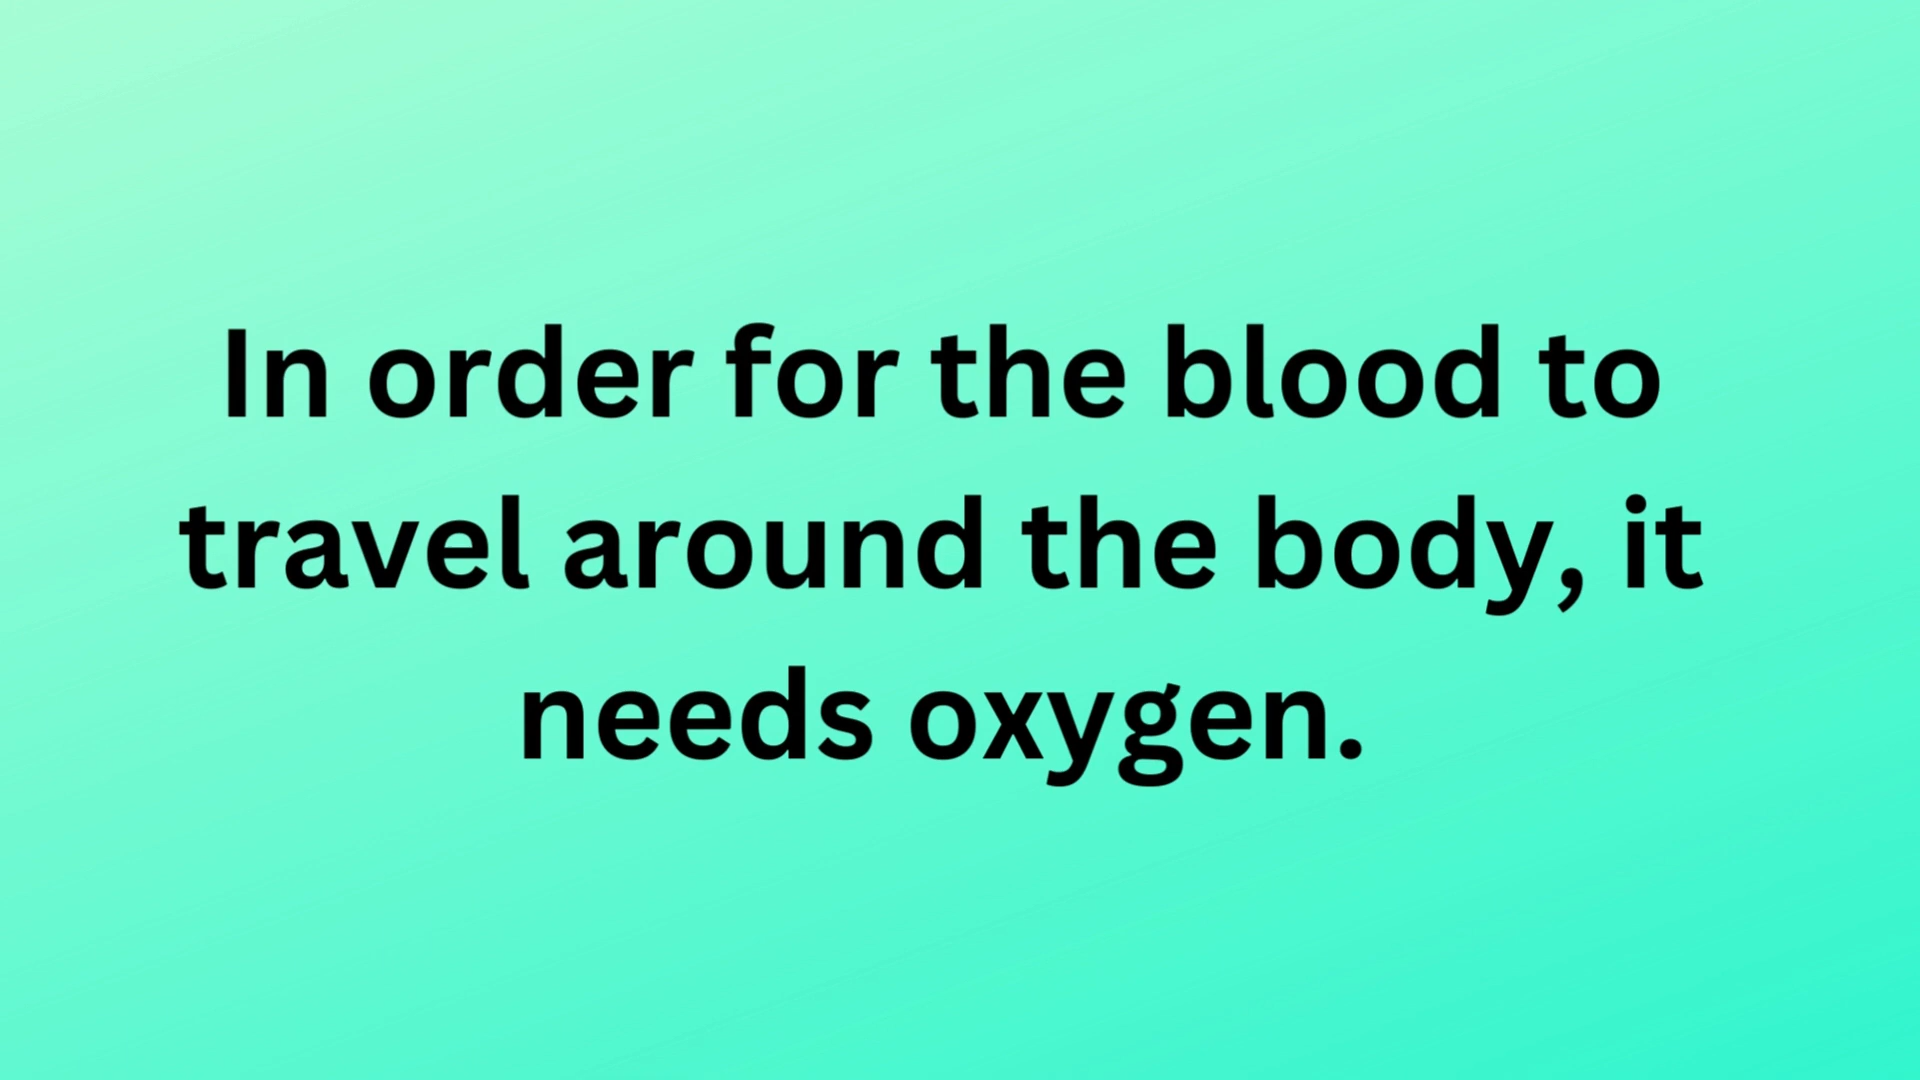 In order for the blood to
travel around the body, it
needs oxygen.